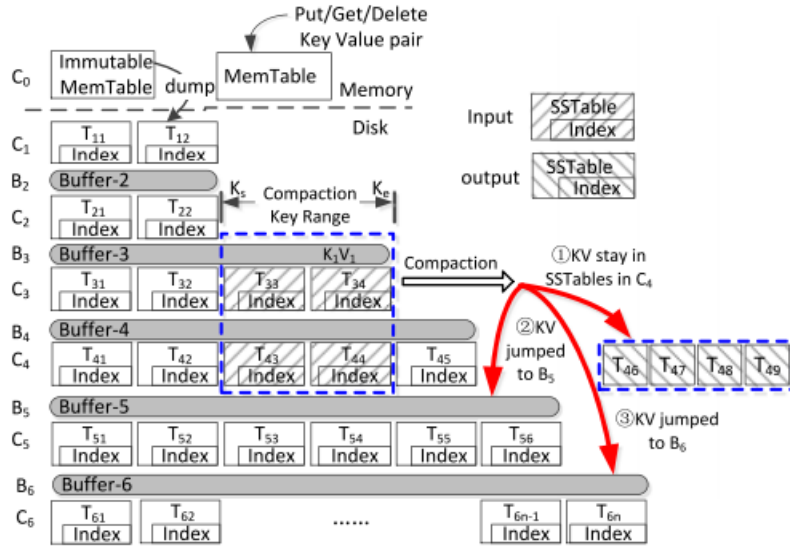 Put/Get/Delete
Key Value pair
C0
Immutable
MemTable
dump
MemTable
Memory
Disk
Input
SSTable
Index
output
SSTable
Index
C1
T11
Index
T12
Index
B2
Buffer-2
Ks
Compaction
Key Range
Ke
C2
T21
Index
T22
Index
B3
Buffer-3
K1V1
C3
T31
Index
T32
Index
T33
Index
T34
Index
Compaction
①KV stay in
SSTables in C4
B4
Buffer-4
②KV
jumped
to B5
C4
T41
Index
T42
Index
T43
Index
T44
Index
T45
Index
T46
T47
T48
T49
B5
Buffer-5
C5
T51
Index
T52
Index
T53
Index
T54
Index
T55
Index
T56
Index
③KV jumped
to B6
B6
Buffer-6
C6
T61
Index
T62
Index
......
T6n-1
Index
T6n
Index